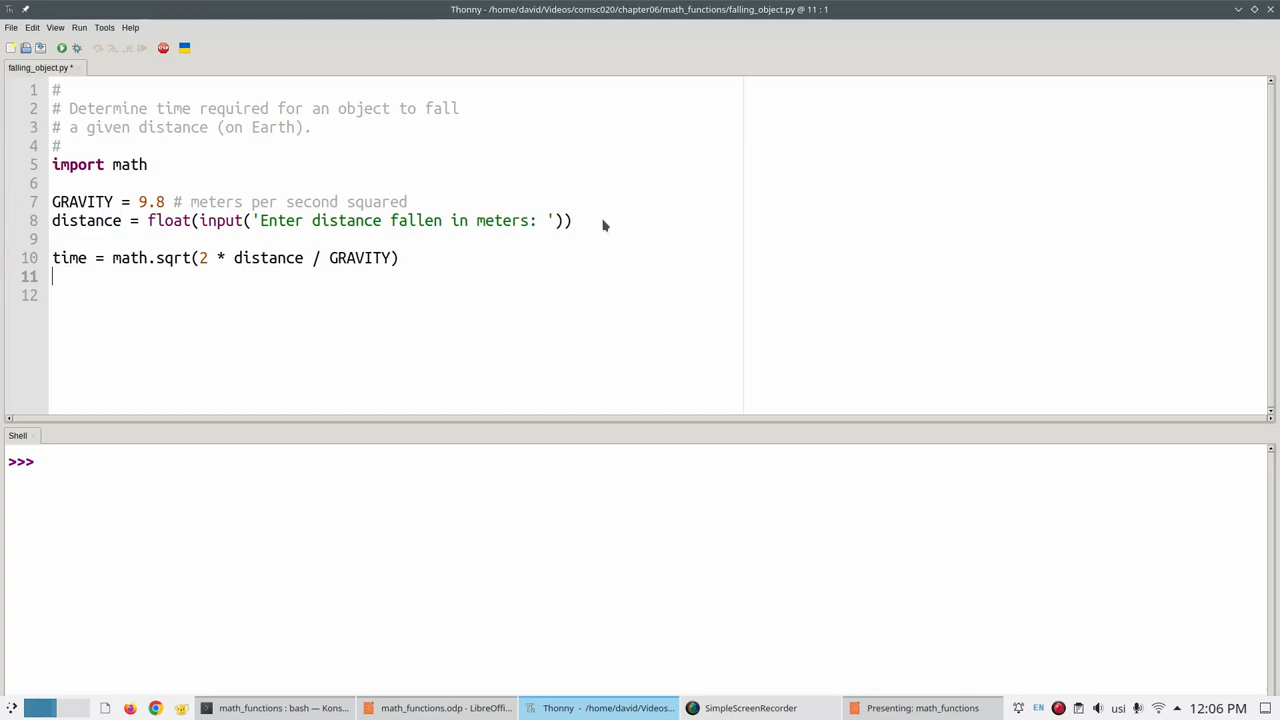 Thonny - /home/david/Videos/comsc020/chapter06/math_functions/falling_object.py @ 11 : 1
File Edit View Run Tools Help
falling_object.py *
1 #
2 # Determine time required for an object to fall
3 # a given distance (on Earth).
4 #
5 import math
6
7 GRAVITY = 9.8 # meters per second squared
8 distance = float(input('Enter distance fallen in meters: '))
9
10 time = math.sqrt(2 * distance / GRAVITY)
11
12
Shell
>>>
math_functions : bash — Kons... math_functions.odp - LibreOffi... Thonny - /home/david/Videos... SimpleScreenRecorder Presenting: math_functions EN usi 12:06 PM